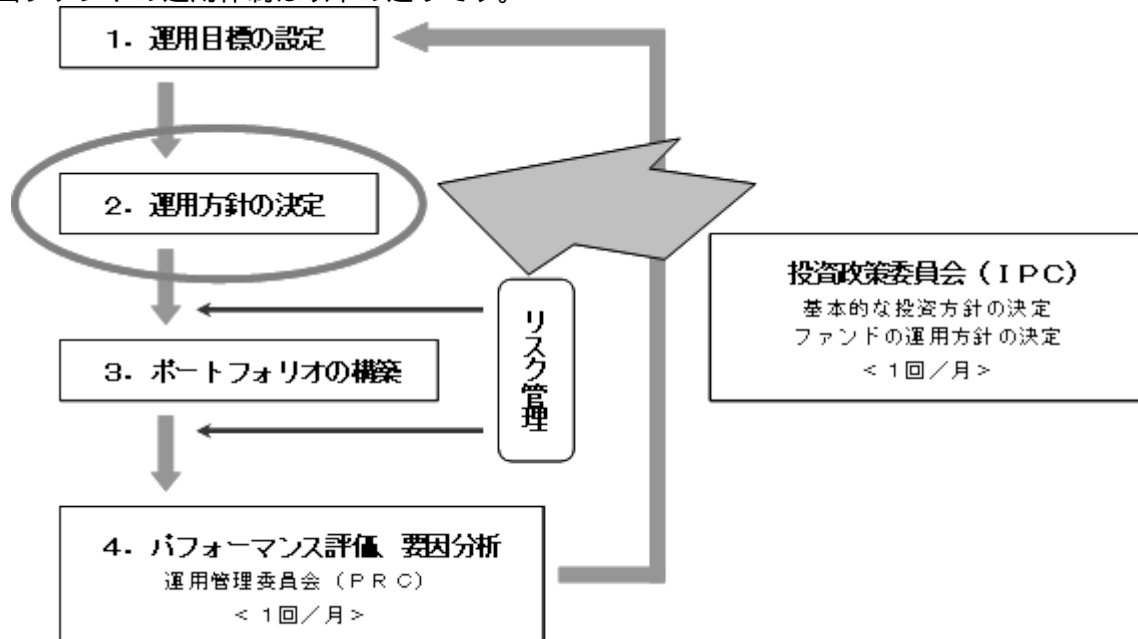 1．運用目標の設定
2．運用方針の決定
3．ポートフォリオの構築
リスク管理
投資政策委員会（ＩＰＣ）
基本的な投資方針の決定
ファンドの運用方針の決定
＜１回／月＞
4．パフォーマンス評価、要因分析
運用管理委員会（ＰＲＣ）
＜１回／月＞